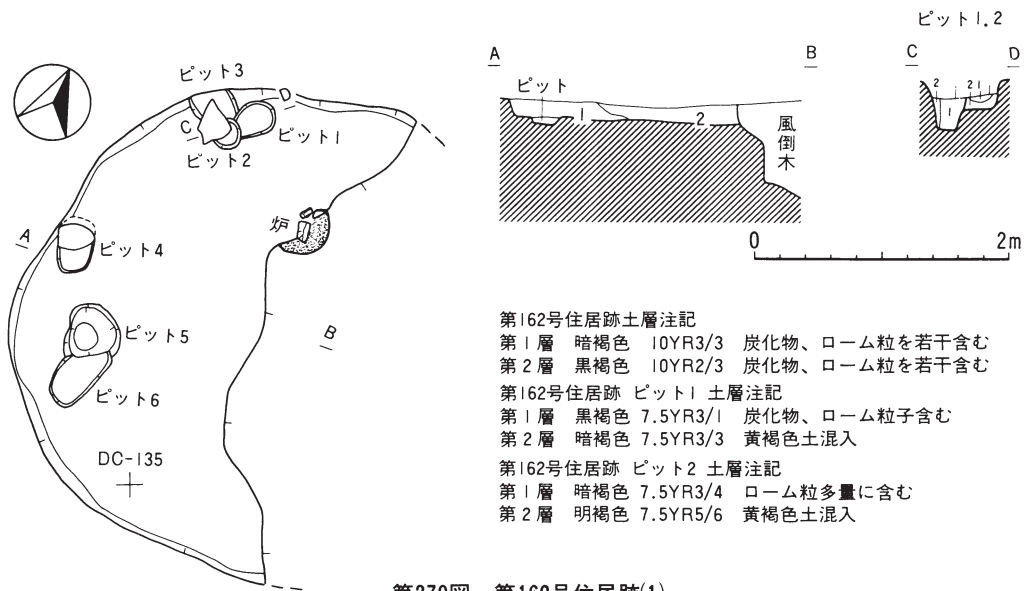 ピット3
D
C
ピット1
ピット2
炉
A
ピット4
B
ピット5
ピット6
DC-135
A
B
ピット
1
2
風倒木
ピット1.2
C
D
2
2 1
1
0
2m
第162号住居跡土層注記
第1層 暗褐色 10YR3/3 炭化物、ローム粒を若干含む
第2層 黒褐色 10YR2/3 炭化物、ローム粒を若干含む
第162号住居跡 ピット1 土層注記
第1層 黒褐色 7.5YR3/1 炭化物、ローム粒子含む
第2層 暗褐色 7.5YR3/3 黄褐色土混入
第162号住居跡 ピット2 土層注記
第1層 暗褐色 7.5YR3/4 ローム粒多量に含む
第2層 明褐色 7.5YR5/6 黄褐色土混入